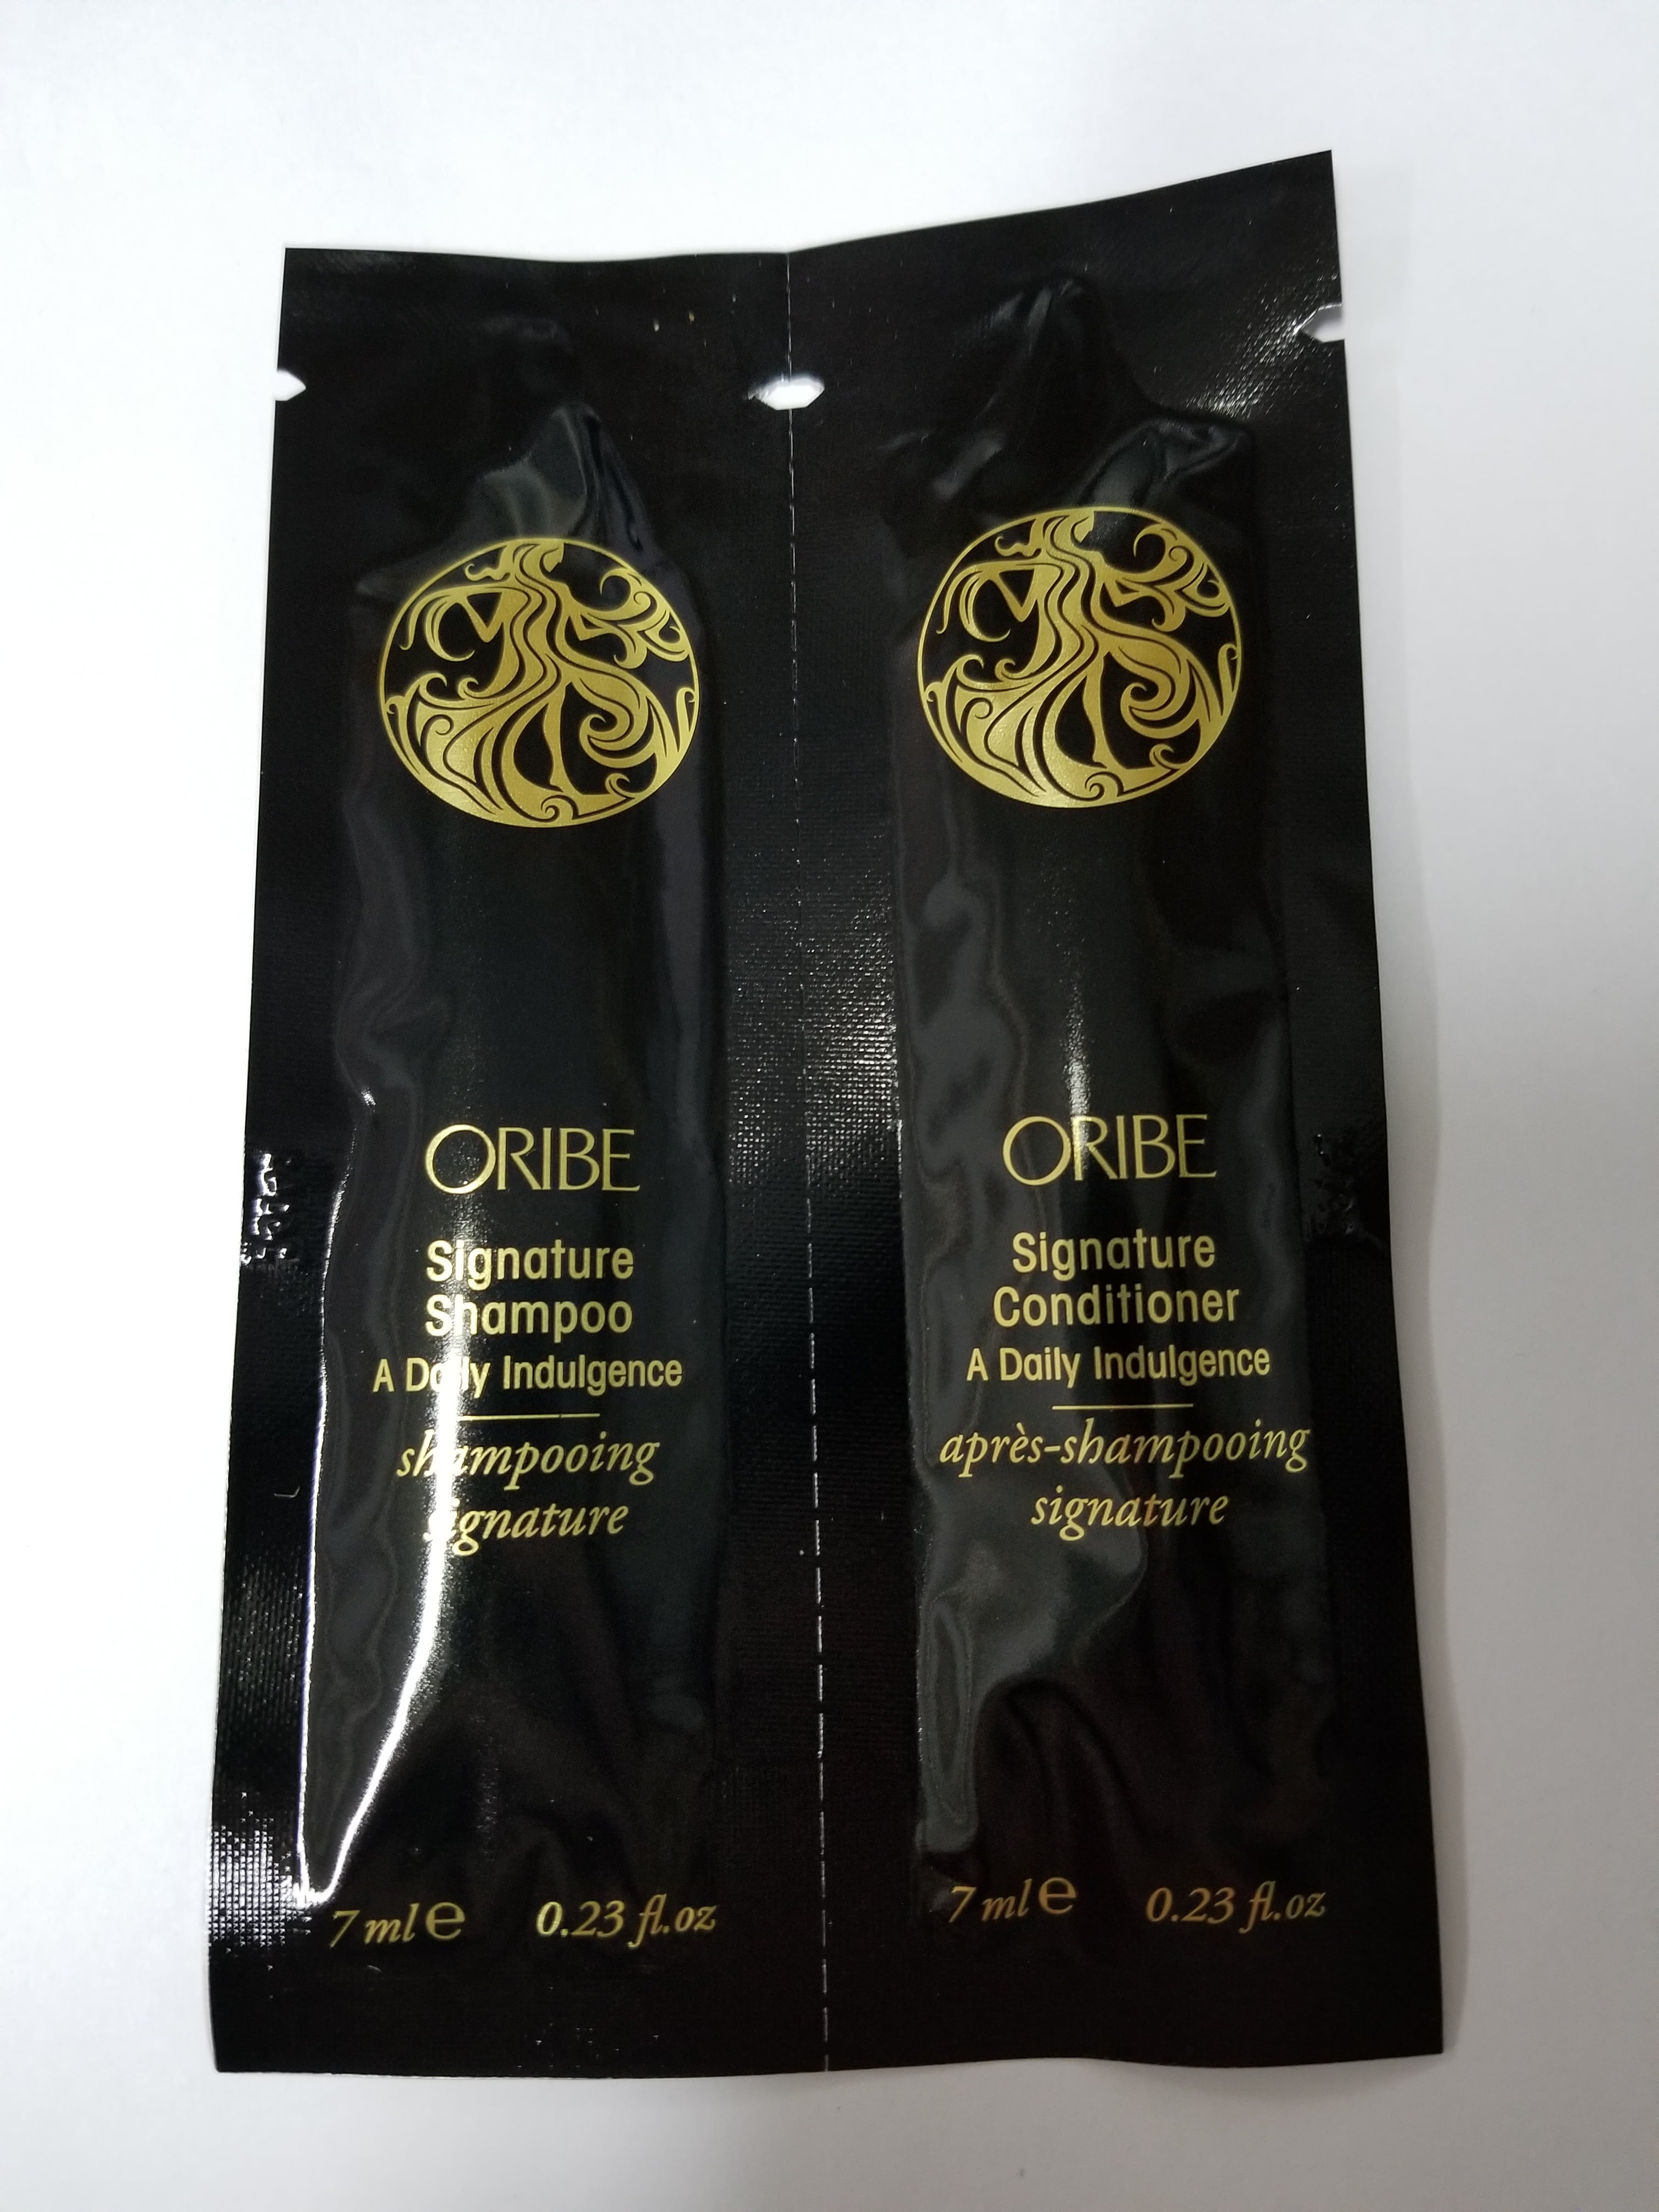 ORIBE
Signature
Shampoo
A Daily Indulgence
shampooing
signature
7 ml e 0.23 fl.oz
ORIBE
Signature
Conditioner
A Daily Indulgence
après-shampooing
signature
7 ml e 0.23 fl.oz